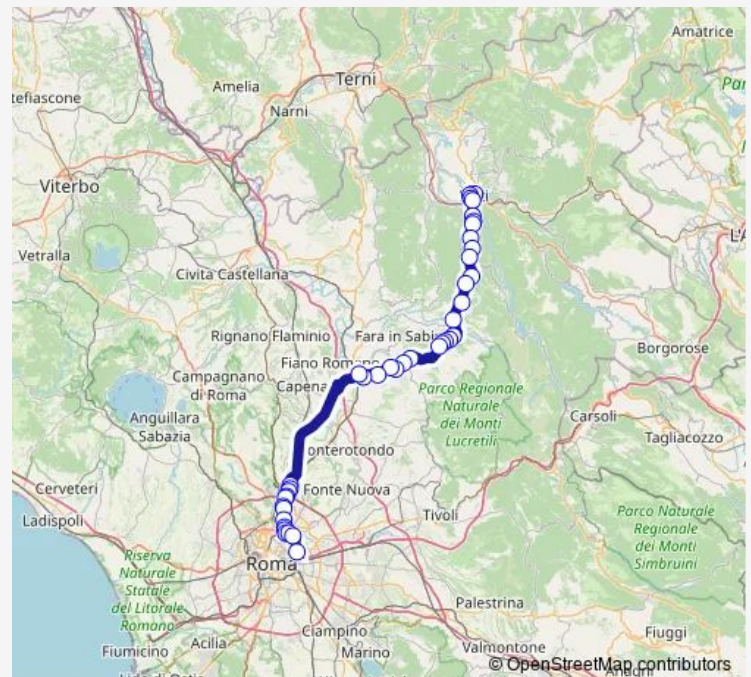 Amatrice
Terni
Amelia
Narni
tefiascone
Viterbo
Vetralla
L'A
Civita Castellana
Rignano Flaminio
Fara in Sabi
Borgorose
Fiano Romano
Campagnano
di Roma
Capena
Parco Regionale
Naturale
dei Monti
Lucretili
Carsoli
Anguillara
Sabazia
Tagliacozzo
onterotondo
Cerveteri
Fonte Nuova
Ladispoli
Tivoli
Parco Naturale
Regionale
dei Monti
Simbruini
Riserva
Naturale
Statale
del Litorale
Romano
Roma
Palestrina
Ciampino
Fiuggi
Acilia
Fiumicino
Marino
Valmontone
© OpenStreetMap contributors